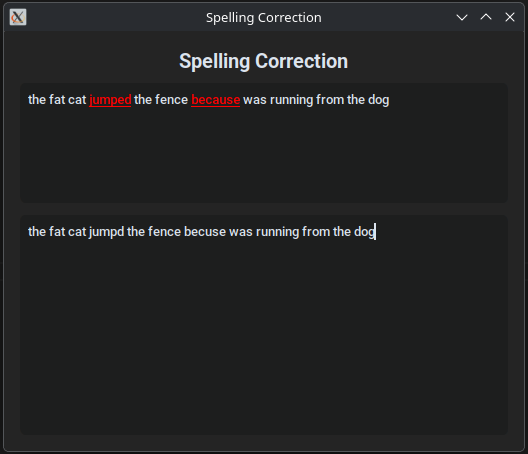 Spelling Correction
Spelling Correction
the fat cat jumped the fence because was running from the dog
the fat cat jumpd the fence becuse was running from the dog